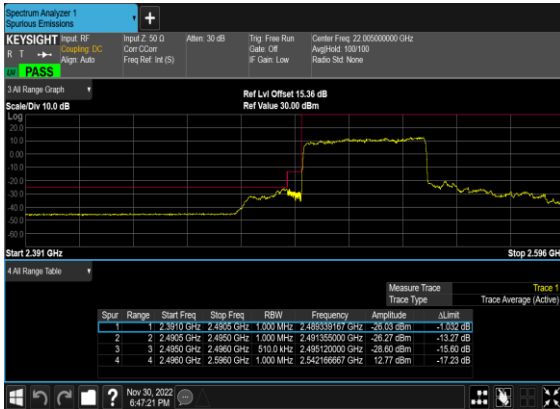 Spectrum Analyzer 1
Spurious Emissions
+
KEYSIGHT
R T
LXI PASS
Input: RF
Coupling: DC
Align: Auto
Input Z: 50 Ω
Corr CCorr
Freq Ref: Int (S)
Atten: 30 dB
Trig: Free Run
Gate: Off
IF Gain: Low
Center Freq: 22.005000000 GHz
Avg|Hold: 100/100
Radio Std: None
3 All Range Graph
Scale/Div 10.0 dB
Ref Lvl Offset 15.36 dB
Ref Value 30.00 dBm
Log
20.0
10.0
0.00
-10.0
-20.0
-30.0
-40.0
-50.0
-60.0
Start 2.391 GHz
Stop 2.596 GH
4 All Range Table
Measure Trace Trace 1
Trace Type Trace Average (Active)
Spur Range Start Freq Stop Freq RBW Frequency Amplitude ΔLimit
1 1 2.3910 GHz 2.4905 GHz 1.000 MHz 2.489339167 GHz -26.03 dBm -1.032 dB
2 2 2.4905 GHz 2.4950 GHz 1.000 MHz 2.491355000 GHz -26.27 dBm -13.27 dB
3 3 2.4950 GHz 2.4960 GHz 510.0 kHz 2.495120000 GHz -28.60 dBm -15.60 dB
4 4 2.4960 GHz 2.5960 GHz 1.000 MHz 2.542166667 GHz 12.77 dBm -17.23 dB
?
Nov 30, 2022
6:47:21 PM